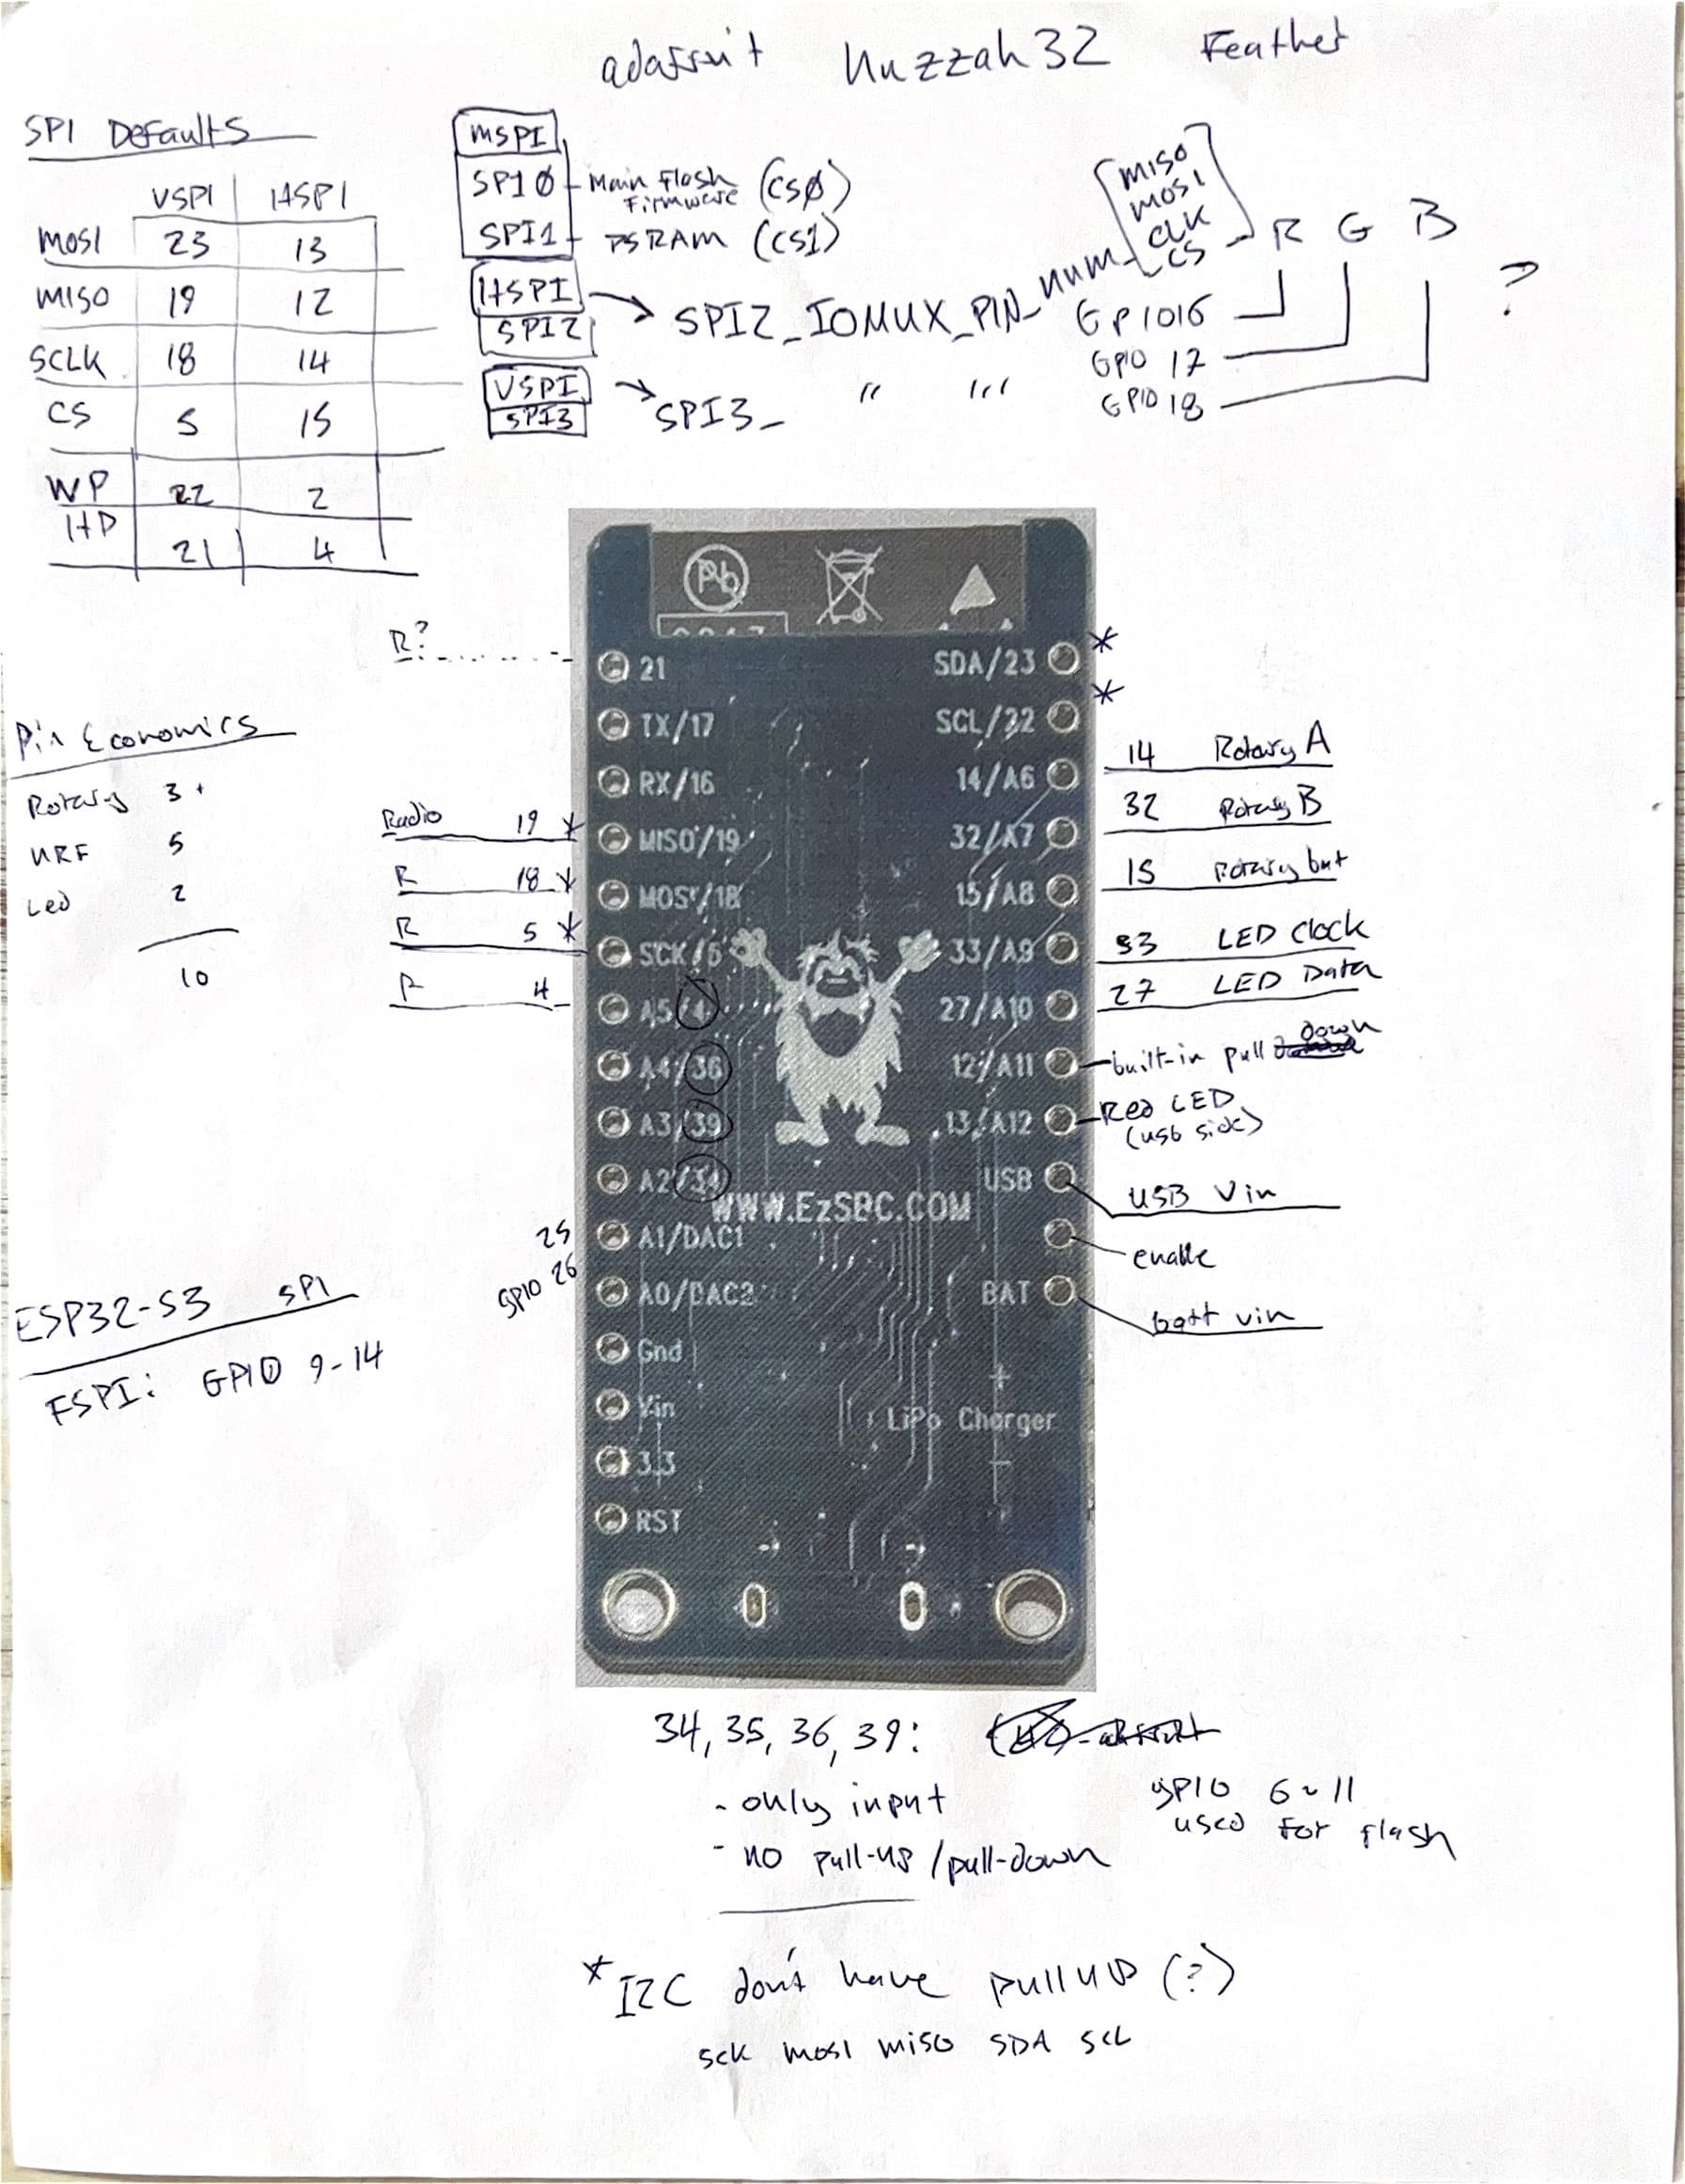 adafruit Huzzah32 Feather
SPI Defaults
VSPI HSPI
MOSI 23 13
MISO 19 12
SCLK 18 14
CS 5 15
WP 22 2
HD 21 4
MSPI
SPI0 - Main Flash Firmware (CS0)
SPI1 - PSRAM (CS1)
HSPI
SPI2
SPI2_IOMUX_PIN_NUM_
MISO
MOSI
CLK
CS
VSPI
SPI3
SPI3_ " "'
R G B
GPIO16
GPIO 17
GPIO 18
?
Pb
R?
21
TX/17
RX/16
Radio 19 *
MISO/19
R 18 *
MOSI/18
R 5 *
SCK/5
R 4
A5/4
A4/36
A3/39
A2/34
25
A1/DAC1
GPIO 26
A0/DAC2
Gnd
Vin
3.3
RST
SDA/23 *
SCL/22 *
14/A6 14 Rotary A
32/A7 32 Rotary B
15/A8 15 Rotary but
33/A9 33 LED Clock
27/A10 27 LED Data
12/A11 - built-in pull down
13/A12 - Red LED
(usb side)
USB USB Vin
enable
BAT batt vin
WWW.EzSBC.COM
+
LiPo Charger
-
Pin Economics
Rotary 3+
NRF 5
Led 2
10
ESP32-S3 SPI
FSPI: GPIO 9-14
34, 35, 36, 39:
- only input
- no pull-up/pull-down
gpio 6~11
used for flash
* I2C don't have pullup (?)
sck mosi miso SDA scl